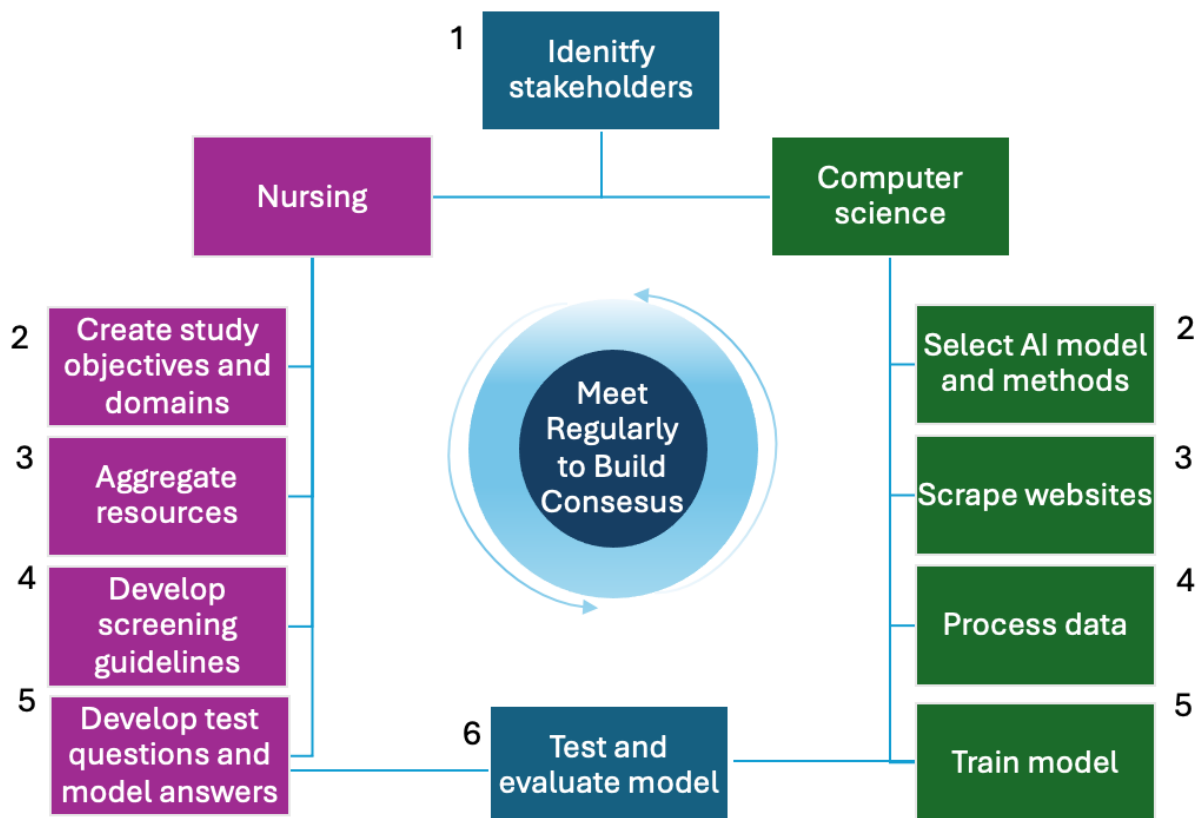 1
Idenitfy
stakeholders
Nursing
Computer
science
2
Create study
objectives and
domains
3
Aggregate
resources
4
Develop
screening
guidelines
5
Develop test
questions and
model answers
Meet
Regularly
to Build
Consesus
2
Select AI model
and methods
3
Scrape websites
4
Process data
5
Train model
6
Test and
evaluate model